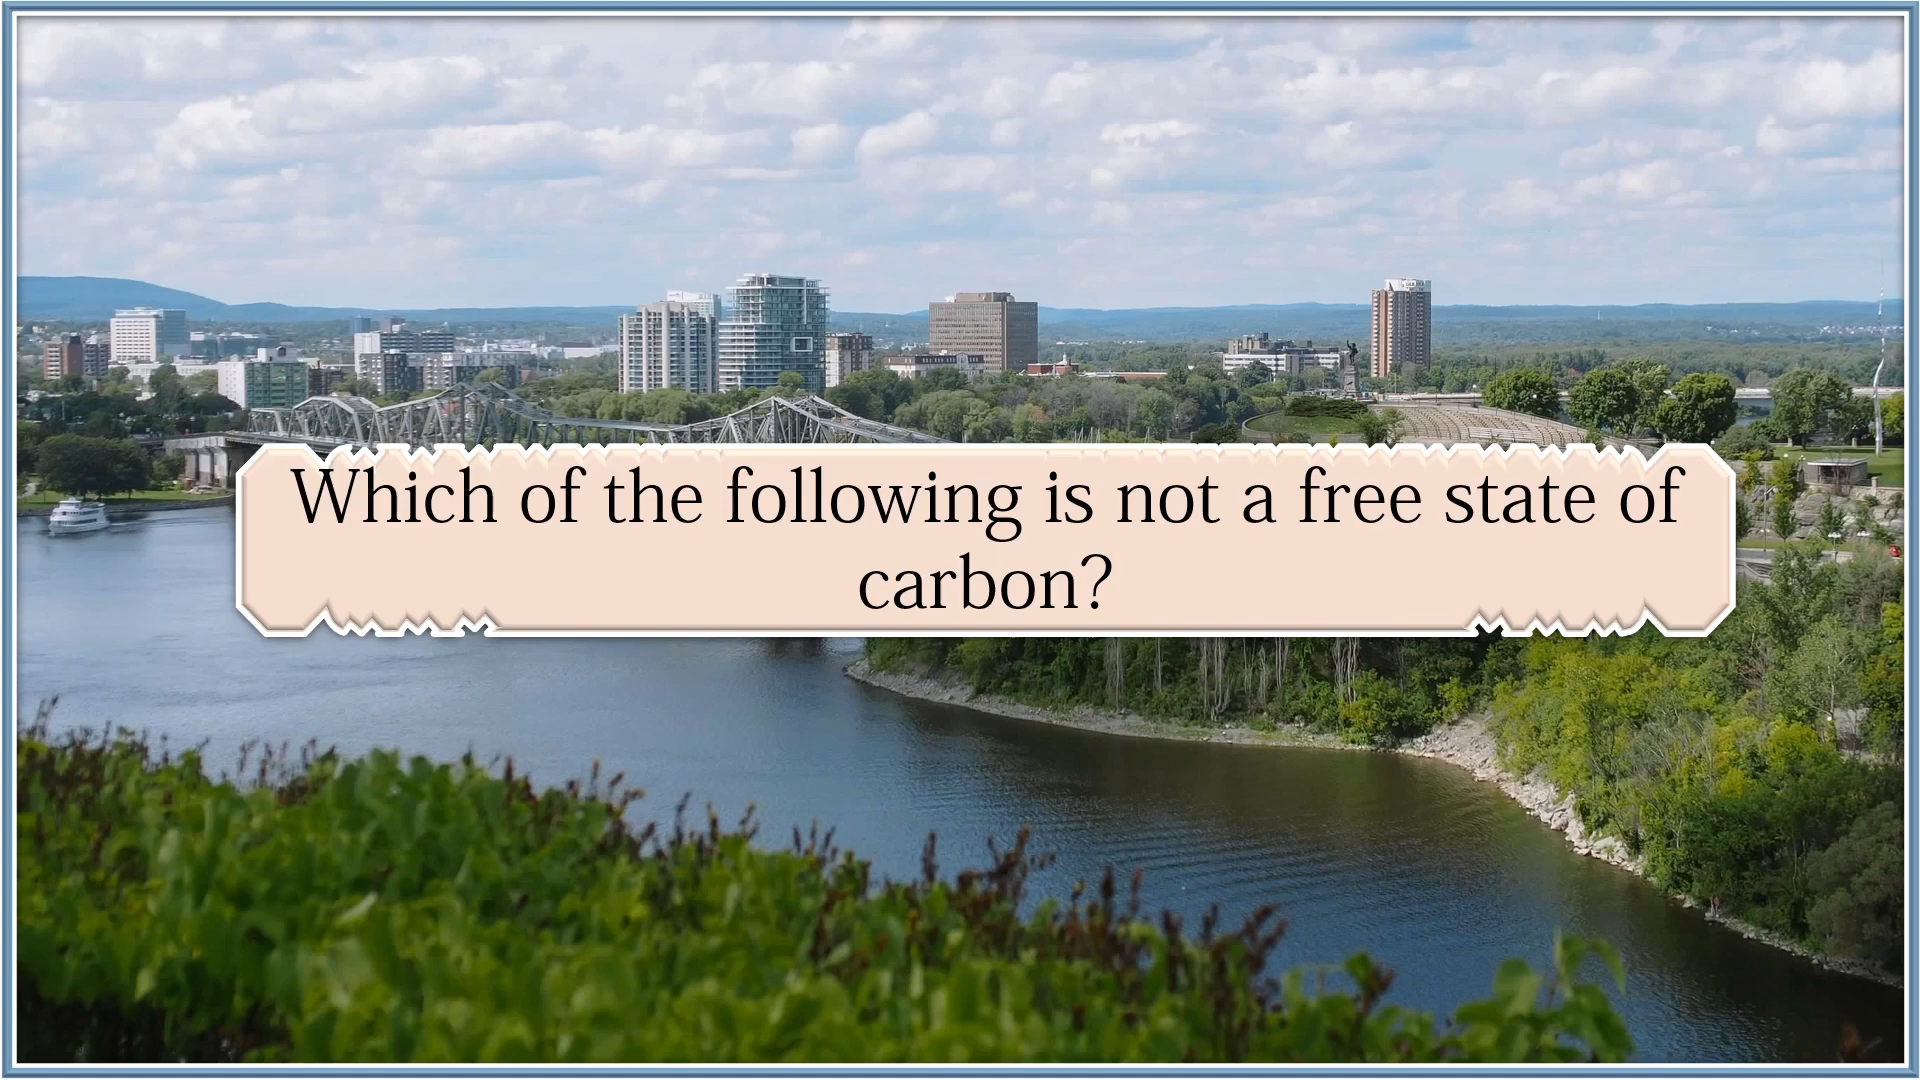 Which of the following is not a free state of
carbon?